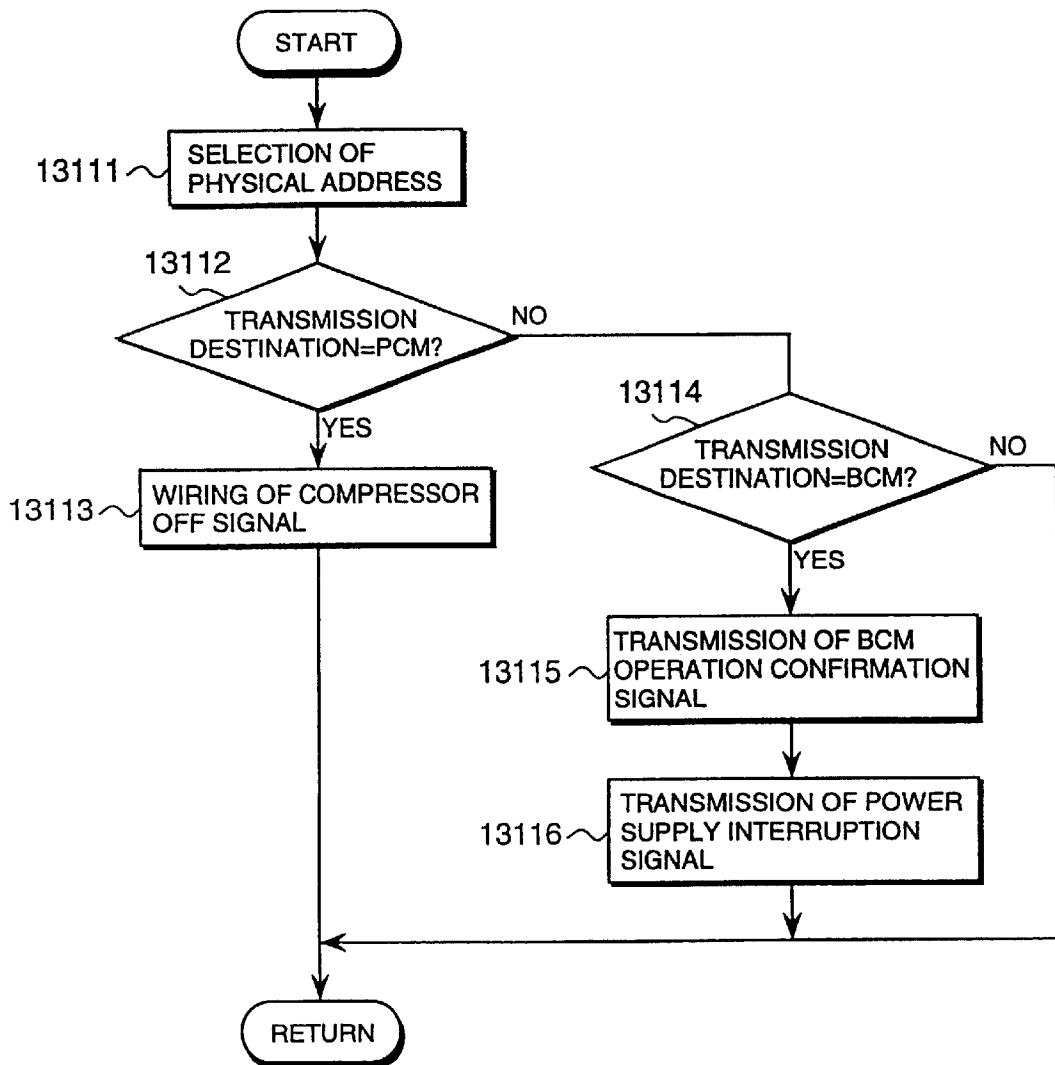 START
13111
SELECTION OF
PHYSICAL ADDRESS
13112
TRANSMISSION
DESTINATION=PCM?
NO
YES
13113
WIRING OF COMPRESSOR
OFF SIGNAL
13114
TRANSMISSION
DESTINATION=BCM?
NO
YES
13115
TRANSMISSION OF BCM
OPERATION CONFIRMATION
SIGNAL
13116
TRANSMISSION OF POWER
SUPPLY INTERRUPTION
SIGNAL
RETURN